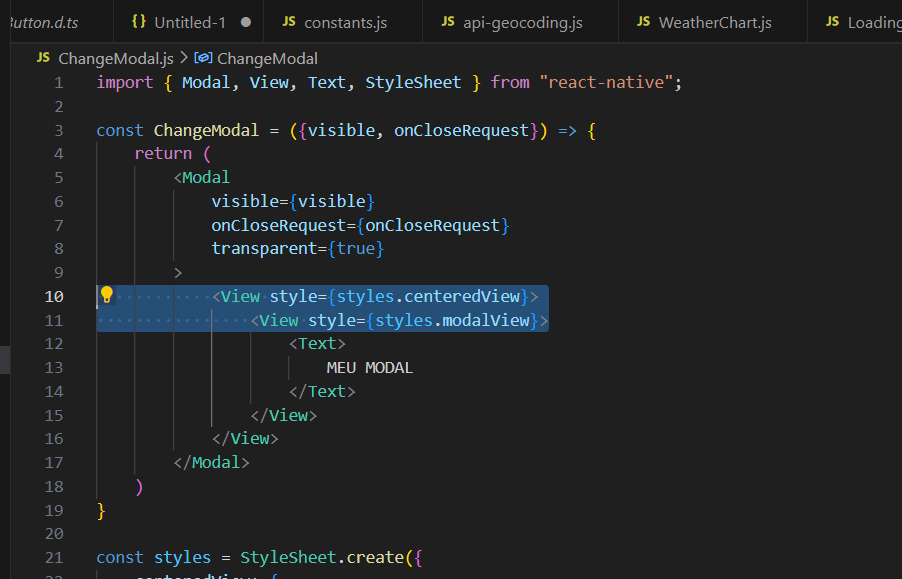 Button.d.ts {} Untitled-1 ● JS constants.js JS api-geocoding.js JS WeatherChart.js JS Loading
JS ChangeModal.js > ChangeModal
1 import { Modal, View, Text, StyleSheet } from "react-native";
2
3 const ChangeModal = ({visible, onCloseRequest}) => {
4 return (
5 <Modal
6 visible={visible}
7 onCloseRequest={onCloseRequest}
8 transparent={true}
9 >
10 <View style={styles.centeredView}>
11 <View style={styles.modalView}>
12 <Text>
13 MEU MODAL
14 </Text>
15 </View>
16 </View>
17 </Modal>
18 )
19 }
20
21 const styles = StyleSheet.create({
22 centeredView: {